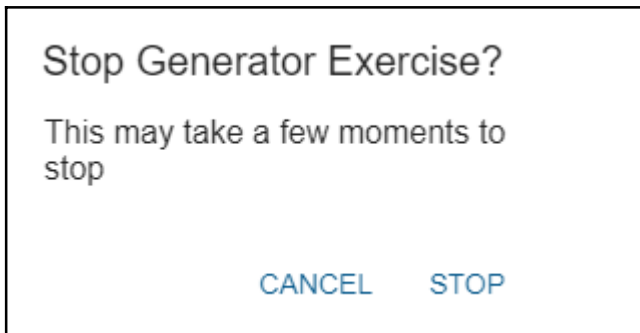 Stop Generator Exercise?
This may take a few moments to
stop
CANCEL STOP